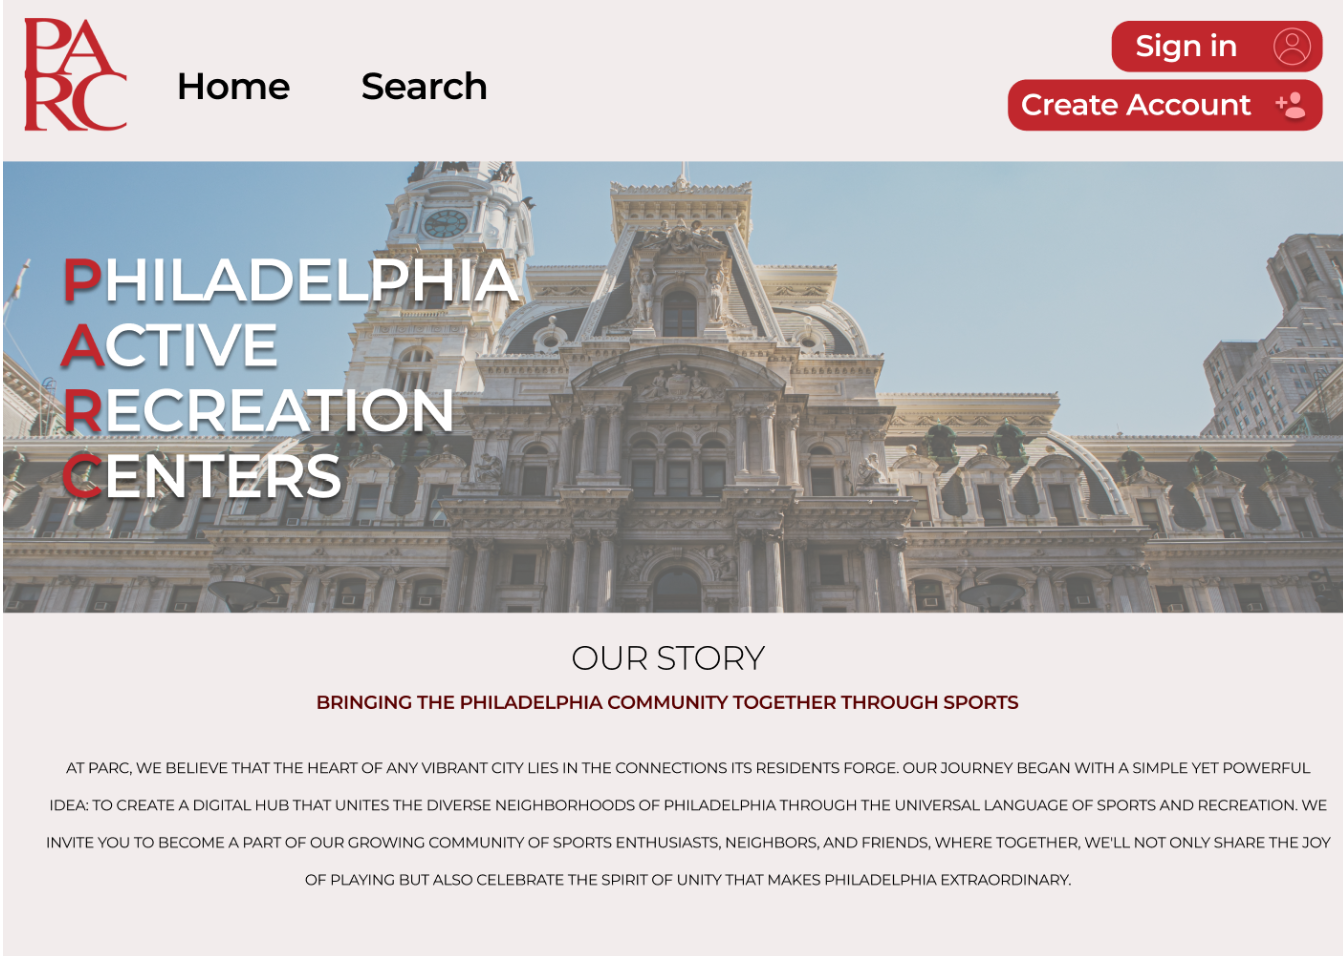 PA
RC
Home
Search
Sign in
Create Account
PHILADELPHIA
ACTIVE
RECREATION
CENTERS
OUR STORY
BRINGING THE PHILADELPHIA COMMUNITY TOGETHER THROUGH SPORTS
AT PARC, WE BELIEVE THAT THE HEART OF ANY VIBRANT CITY LIES IN THE CONNECTIONS ITS RESIDENTS FORGE. OUR JOURNEY BEGAN WITH A SIMPLE YET POWERFUL
IDEA: TO CREATE A DIGITAL HUB THAT UNITES THE DIVERSE NEIGHBORHOODS OF PHILADELPHIA THROUGH THE UNIVERSAL LANGUAGE OF SPORTS AND RECREATION. WE
INVITE YOU TO BECOME A PART OF OUR GROWING COMMUNITY OF SPORTS ENTHUSIASTS, NEIGHBORS, AND FRIENDS, WHERE TOGETHER, WE'LL NOT ONLY SHARE THE JOY
OF PLAYING BUT ALSO CELEBRATE THE SPIRIT OF UNITY THAT MAKES PHILADELPHIA EXTRAORDINARY.